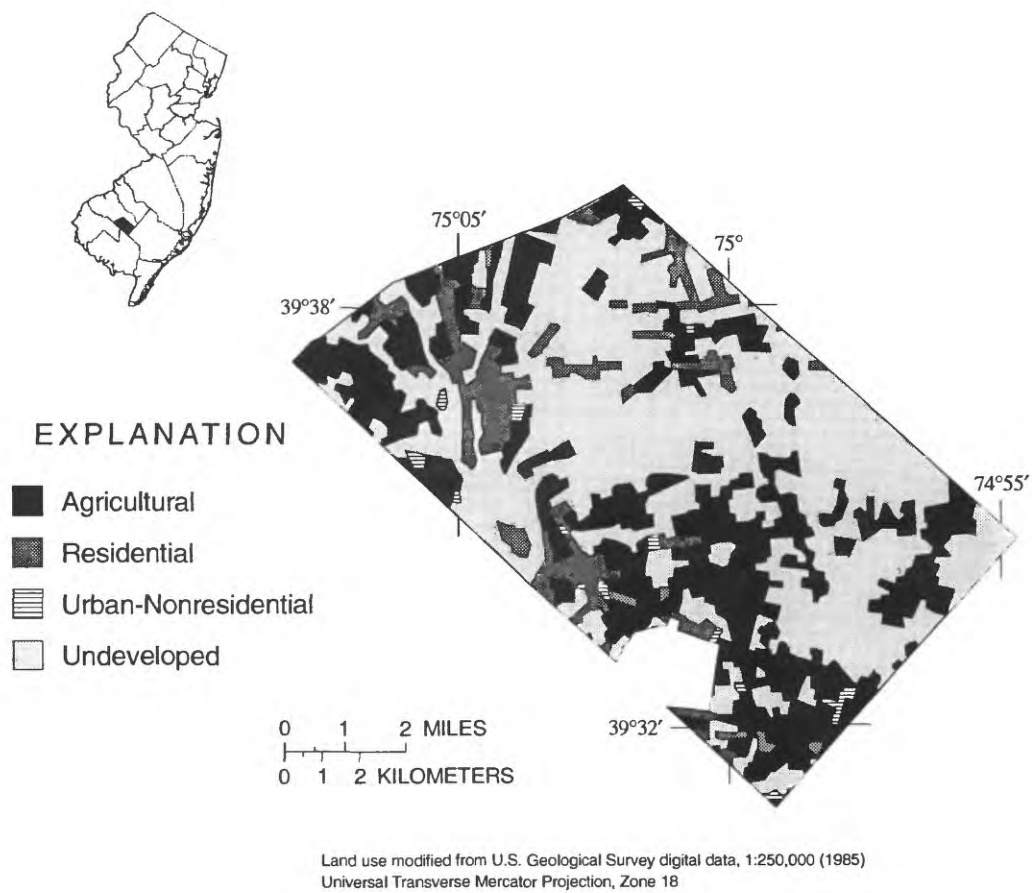 75°05′
75°
39°38′
EXPLANATION
74°55′
Agricultural
Residential
Urban-Nonresidential
Undeveloped
0 1 2 MILES
39°32′
0 1 2 KILOMETERS
Land use modified from U.S. Geological Survey digital data, 1:250,000 (1985)
Universal Transverse Mercator Projection, Zone 18